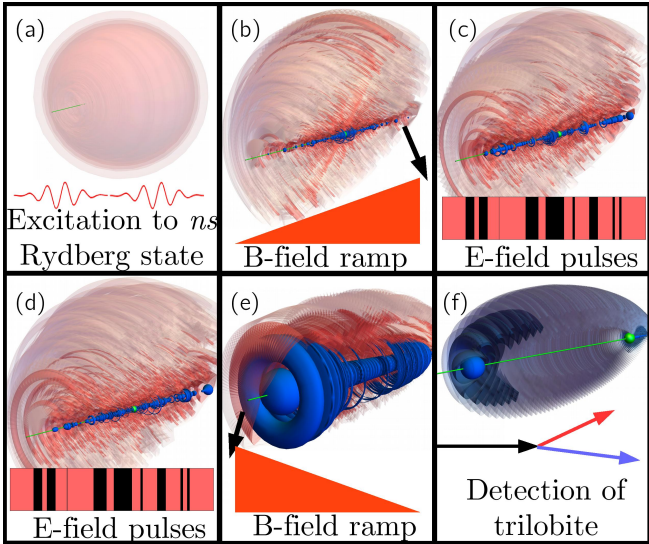 (a)
Excitation to ns
Rydberg state
(b)
B-field ramp
(c)
E-field pulses
(d)
E-field pulses
(e)
B-field ramp
(f)
Detection of
trilobite